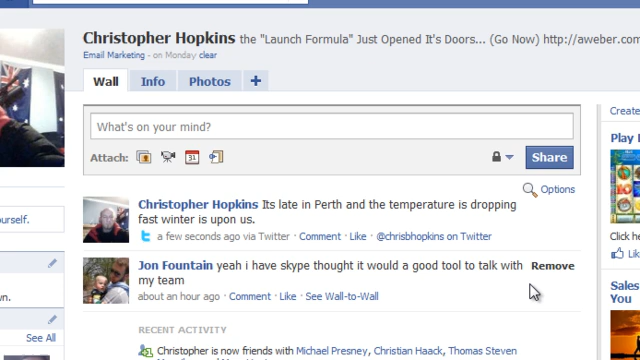 Christopher Hopkins the "Launch Formula" Just Opened It's Doors... (Go Now) http://aweber.com
Email Marketing - on Monday clear
Wall Info Photos +
What's on your mind?
Attach: 31 Share
Create
Options
Play
Christopher Hopkins Its late in Perth and the temperature is dropping
fast winter is upon us.
a few seconds ago via Twitter · Comment · Like · @chrisbhopkins on Twitter
ourself.
Click he
Li
Jon Fountain yeah i have skype thought it would a good tool to talk with Remove
my team
about an hour ago · Comment · Like · See Wall-to-Wall
Sales
You
wn.
See All
RECENT ACTIVITY
Christopher is now friends with Michael Presney, Christian Haack, Thomas Steven